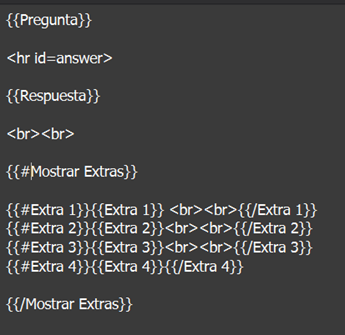 {{Pregunta}}
<hr id=answer>
{{Respuesta}}
<br><br>
{{#Mostrar Extras}}
{{#Extra 1}}{{Extra 1}} <br><br>{{/Extra 1}}
{{#Extra 2}}{{Extra 2}}<br><br>{{/Extra 2}}
{{#Extra 3}}{{Extra 3}}<br><br>{{/Extra 3}}
{{#Extra 4}}{{Extra 4}}{{/Extra 4}}
{{/Mostrar Extras}}